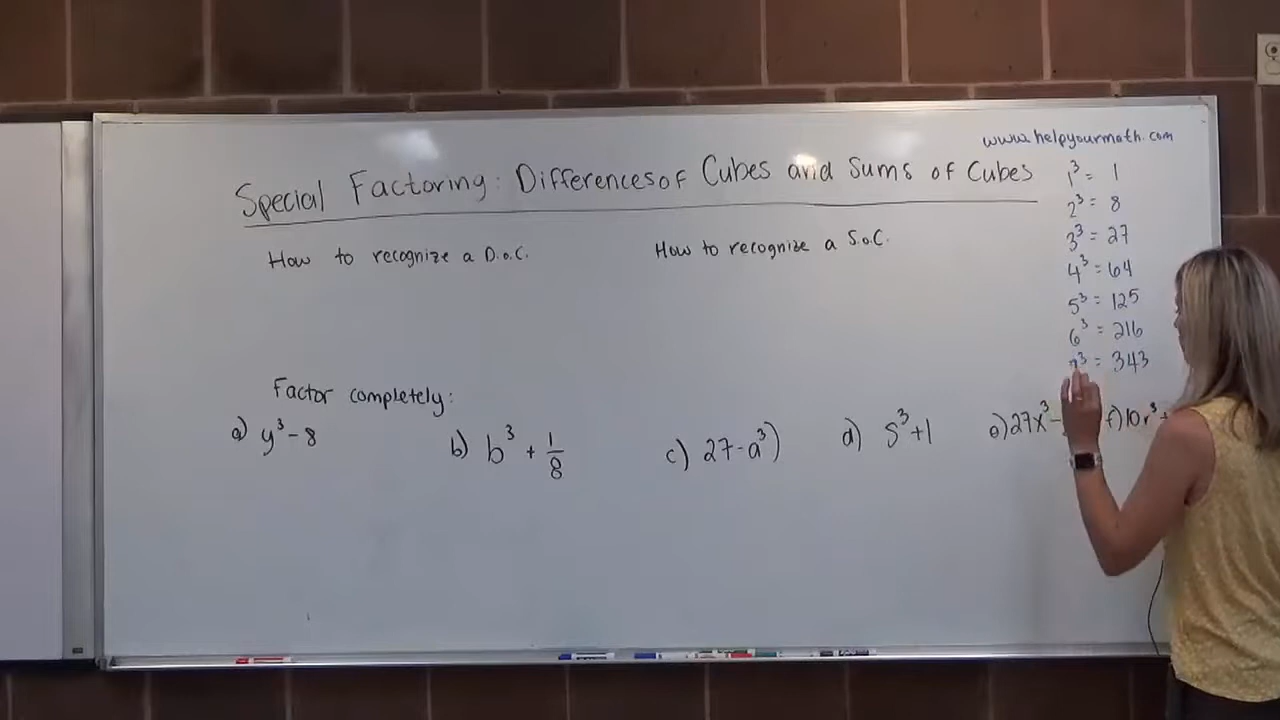 www.helpyourmath.com
Special Factoring: Differences of Cubes and Sums of Cubes
1³ = 1
2³ = 8
3³ = 27
4³ = 64
5³ = 125
6³ = 216
7³ = 343
How to recognize a D.o.C.
How to recognize a S.o.C.
Factor completely:
a) y³ - 8
b) b³ + 1/8
c) 27 - a³)
d) s³ + 1
e) 27x³ -
f) 10r³ +